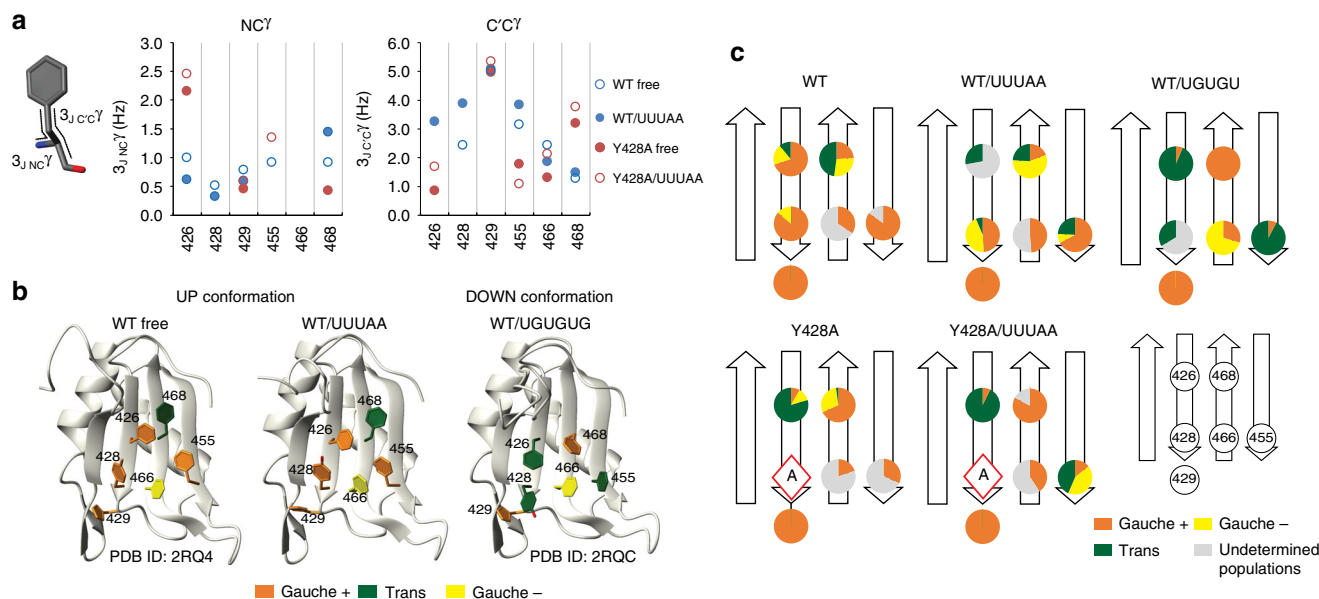 a
NCγ
C′Cγ
3JNCγ (Hz)
3.0
2.5
2.0
1.5
1.0
0.5
0.0
426
428
429
455
466
468
3JC′Cγ (Hz)
6.0
5.0
4.0
3.0
2.0
1.0
0.0
426
428
429
455
466
468
WT free
WT/UUUAA
Y428A free
Y428A/UUUAA
3J C′Cγ
3J NCγ
b
UP conformation
DOWN conformation
WT free
WT/UUUAA
WT/UGUGUG
468
426
455
428
466
429
468
426
455
428
466
429
426
468
466
455
428
429
PDB ID: 2RQ4
PDB ID: 2RQC
Gauche +
Trans
Gauche –
c
WT
WT/UUUAA
WT/UGUGU
Y428A
Y428A/UUUAA
A
A
426
468
428
466
455
429
Gauche +
Gauche –
Trans
Undetermined
populations